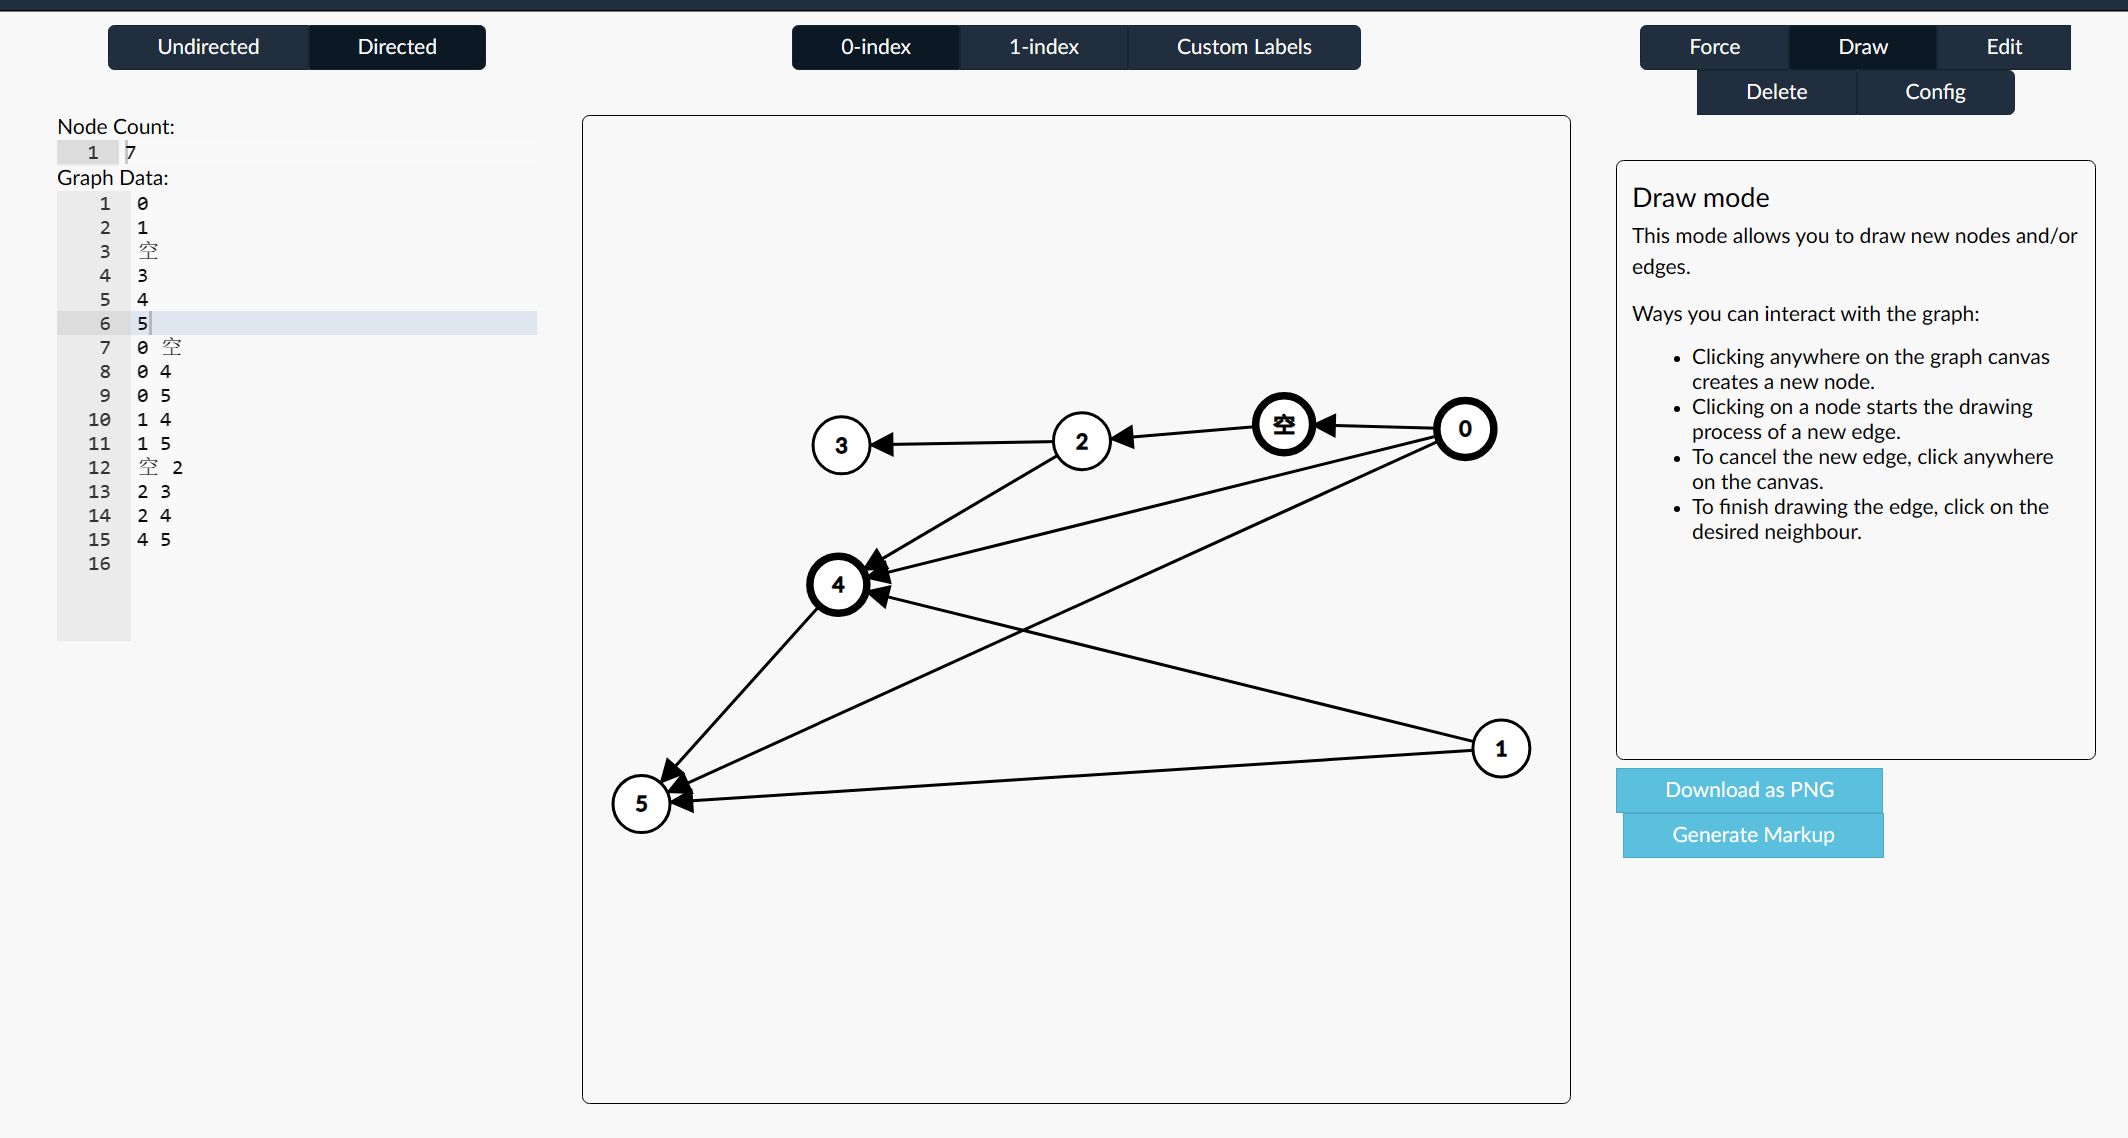 Undirected Directed
0-index 1-index Custom Labels
Force Draw Edit
Delete Config
Node Count:
1 7
Graph Data:
1 0
2 1
3 空
4 3
5 4
6 5
7 0 空
8 0 4
9 0 5
10 1 4
11 1 5
12 空 2
13 2 3
14 2 4
15 4 5
16
3
2
空
0
4
1
5
Draw mode
This mode allows you to draw new nodes and/or
edges.
Ways you can interact with the graph:
• Clicking anywhere on the graph canvas
creates a new node.
• Clicking on a node starts the drawing
process of a new edge.
• To cancel the new edge, click anywhere
on the canvas.
• To finish drawing the edge, click on the
desired neighbour.
Download as PNG
Generate Markup